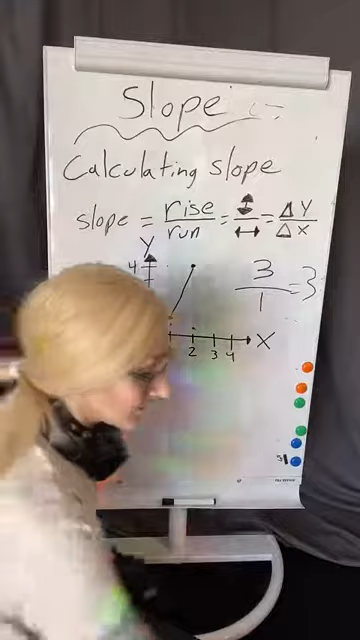 Slope
Calculating slope
slope = rise/run = ↕/↔ = ΔY/ΔX
Y
4
3/1 = 3
X
2 3 4